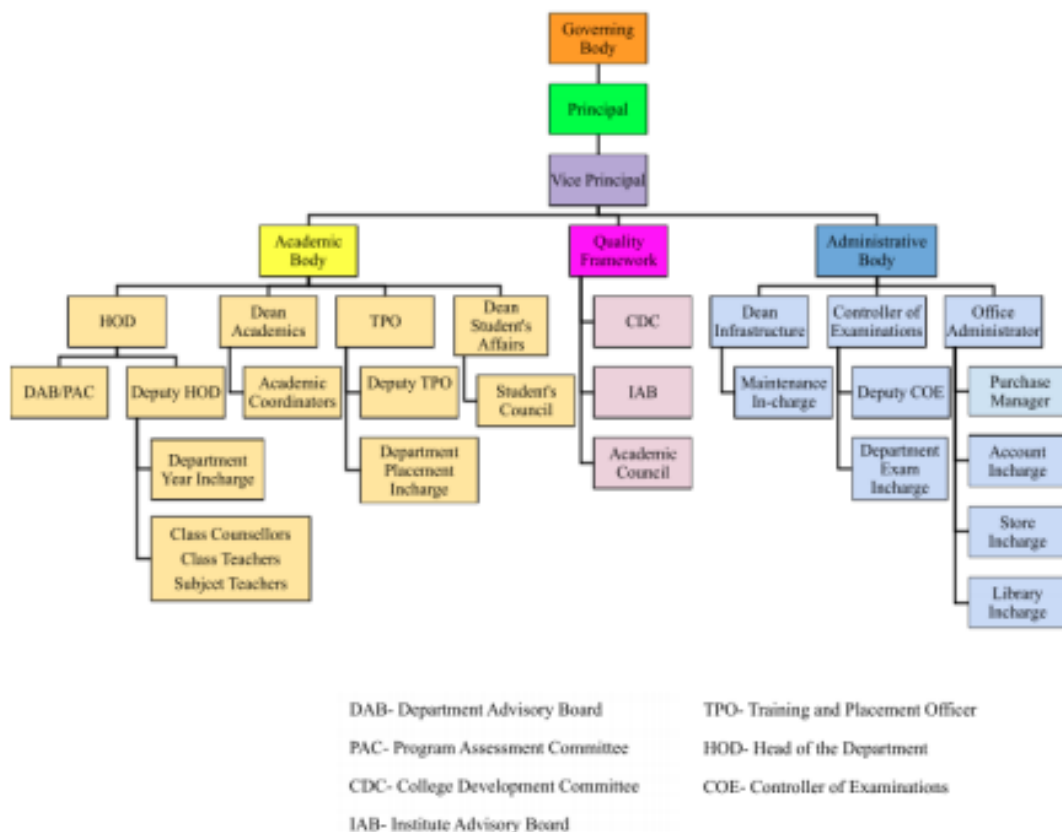 Governing
Body
Principal
Vice Principal
Academic
Body
Quality
Framework
Administrative
Body
HOD
Dean
Academics
TPO
Dean
Student's
Affairs
CDC
Dean
Infrastructure
Controller of
Examinations
Office
Administrator
DAB/PAC
Deputy HOD
Academic
Coordinators
Deputy TPO
Student's
Council
IAB
Maintenance
In-charge
Deputy COE
Purchase
Manager
Department
Year Incharge
Department
Placement
Incharge
Academic
Council
Department
Exam
Incharge
Account
Incharge
Class Counsellors
Class Teachers
Subject Teachers
Store
Incharge
Library
Incharge
DAB- Department Advisory Board
TPO- Training and Placement Officer
PAC- Program Assessment Committee
HOD- Head of the Department
CDC- College Development Committee
COE- Controller of Examinations
IAB- Institute Advisory Board